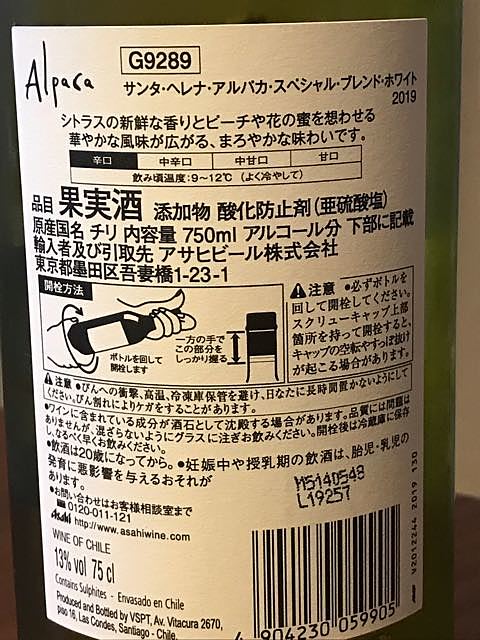 Alpaca
G9289
サンタ・ヘレナ・アルパカ・スペシャル・ブレンド・ホワイト
2019
シトラスの新鮮な香りとピーチや花の蜜を想わせる
華やかな風味が広がる、まろやかな味わいです。
辛口 中辛口 中甘口 甘口
飲み頃温度:9~12℃(よく冷やして)
品目 果実酒 添加物 酸化防止剤(亜硫酸塩)
原産国名 チリ 内容量 750ml アルコール分 下部に記載
輸入者及び引取先 アサヒビール株式会社
東京都墨田区吾妻橋1-23-1
開栓方法
ボトルを回して
開栓します
一方の手で
この部分を
しっかり握る
注意 ●必ずボトルを
回して開栓してください。
スクリューキャップ上部
箇所を持って開栓すると、
キャップの空転やすっぽ抜け
が起こる場合があります。
注意 ●びんへの衝撃、高温、冷凍庫保管を避け、日なたに長時間置かないようにして
ください。びん割れによりケガをすることがあります。
●ワインに含まれている成分が酒石として沈殿する場合があります。品質には問題は
ありませんが、混ざらないようにグラスに注ぎお飲みください。開栓後は冷蔵庫に保存
しなるべく早くお飲みください。
●飲酒は20歳になってから。●妊娠中や授乳期の飲酒は、胎児・乳児の
発育に悪影響を与えるおそれが
あります。
●お問い合わせはお客様相談室まで
0120-011-121
Asahi http://www.asahiwine.com
M5140548
L19257
WINE OF CHILE
13% vol 75 cl
Contains Sulphites - Envasado en Chile
Produced and Bottled by VSPT, Av. Vitacura 2670,
piso 16, Las Condes, Santiago - Chile.
4 904230 059905
V2012244 2019 130